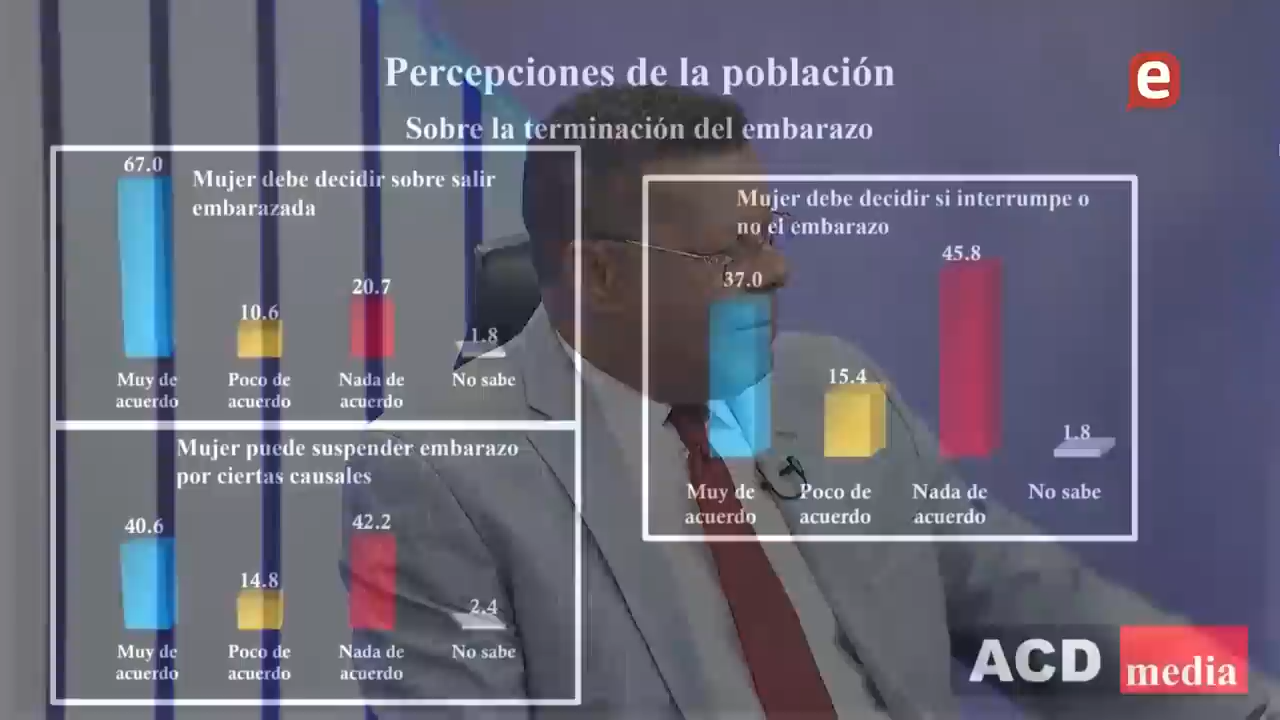 Percepciones de la población
Sobre la terminación del embarazo
e
67.0
Mujer debe decidir sobre salir
embarazada
20.7
10.6
1.8
Muy de
acuerdo
Poco de
acuerdo
Nada de
acuerdo
No sabe
Mujer puede suspender embarazo
por ciertas causales
40.6
14.8
42.2
2.4
Muy de
acuerdo
Poco de
acuerdo
Nada de
acuerdo
No sabe
Mujer debe decidir si interrumpe o
no el embarazo
37.0
15.4
45.8
1.8
Muy de
acuerdo
Poco de
acuerdo
Nada de
acuerdo
No sabe
ACD media